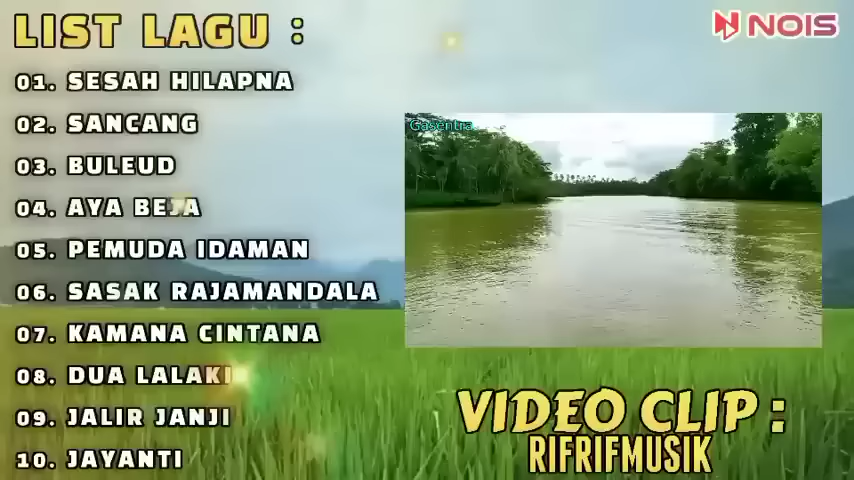 LIST LAGU :
01. SESAH HILAPNA
02. SANCANG
03. BULEUD
04. AYA BEJA
05. PEMUDA IDAMAN
06. SASAK RAJAMANDALA
07. KAMANA CINTANA
08. DUA LALAKI
09. JALIR JANJI
10. JAYANTI
NOIS
Gasentra
VIDEO CLIP :
RIFRIFMUSIK